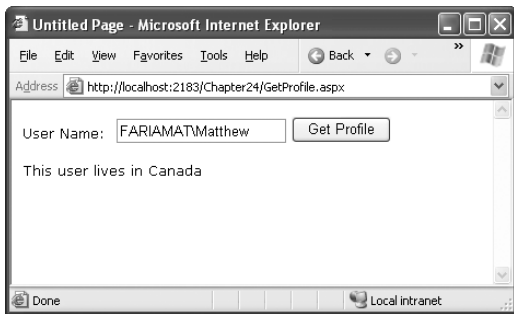 Untitled Page - Microsoft Internet Explorer
File Edit View Favorites Tools Help Back »
Address http://localhost:2183/Chapter24/GetProfile.aspx
User Name: FARIAMAT\Matthew Get Profile
This user lives in Canada
Done Local intranet